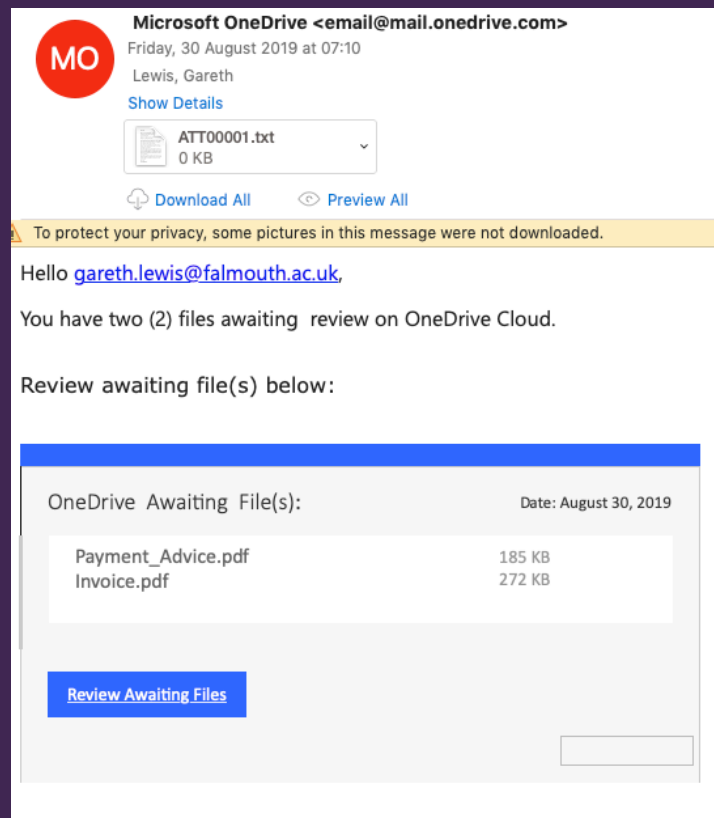 MO
Microsoft OneDrive <email@mail.onedrive.com>
Friday, 30 August 2019 at 07:10
Lewis, Gareth
Show Details
ATT00001.txt
0 KB
Download All Preview All
To protect your privacy, some pictures in this message were not downloaded.
Hello gareth.lewis@falmouth.ac.uk,
You have two (2) files awaiting review on OneDrive Cloud.
Review awaiting file(s) below:
OneDrive Awaiting File(s): Date: August 30, 2019
Payment_Advice.pdf 185 KB
Invoice.pdf 272 KB
Review Awaiting Files